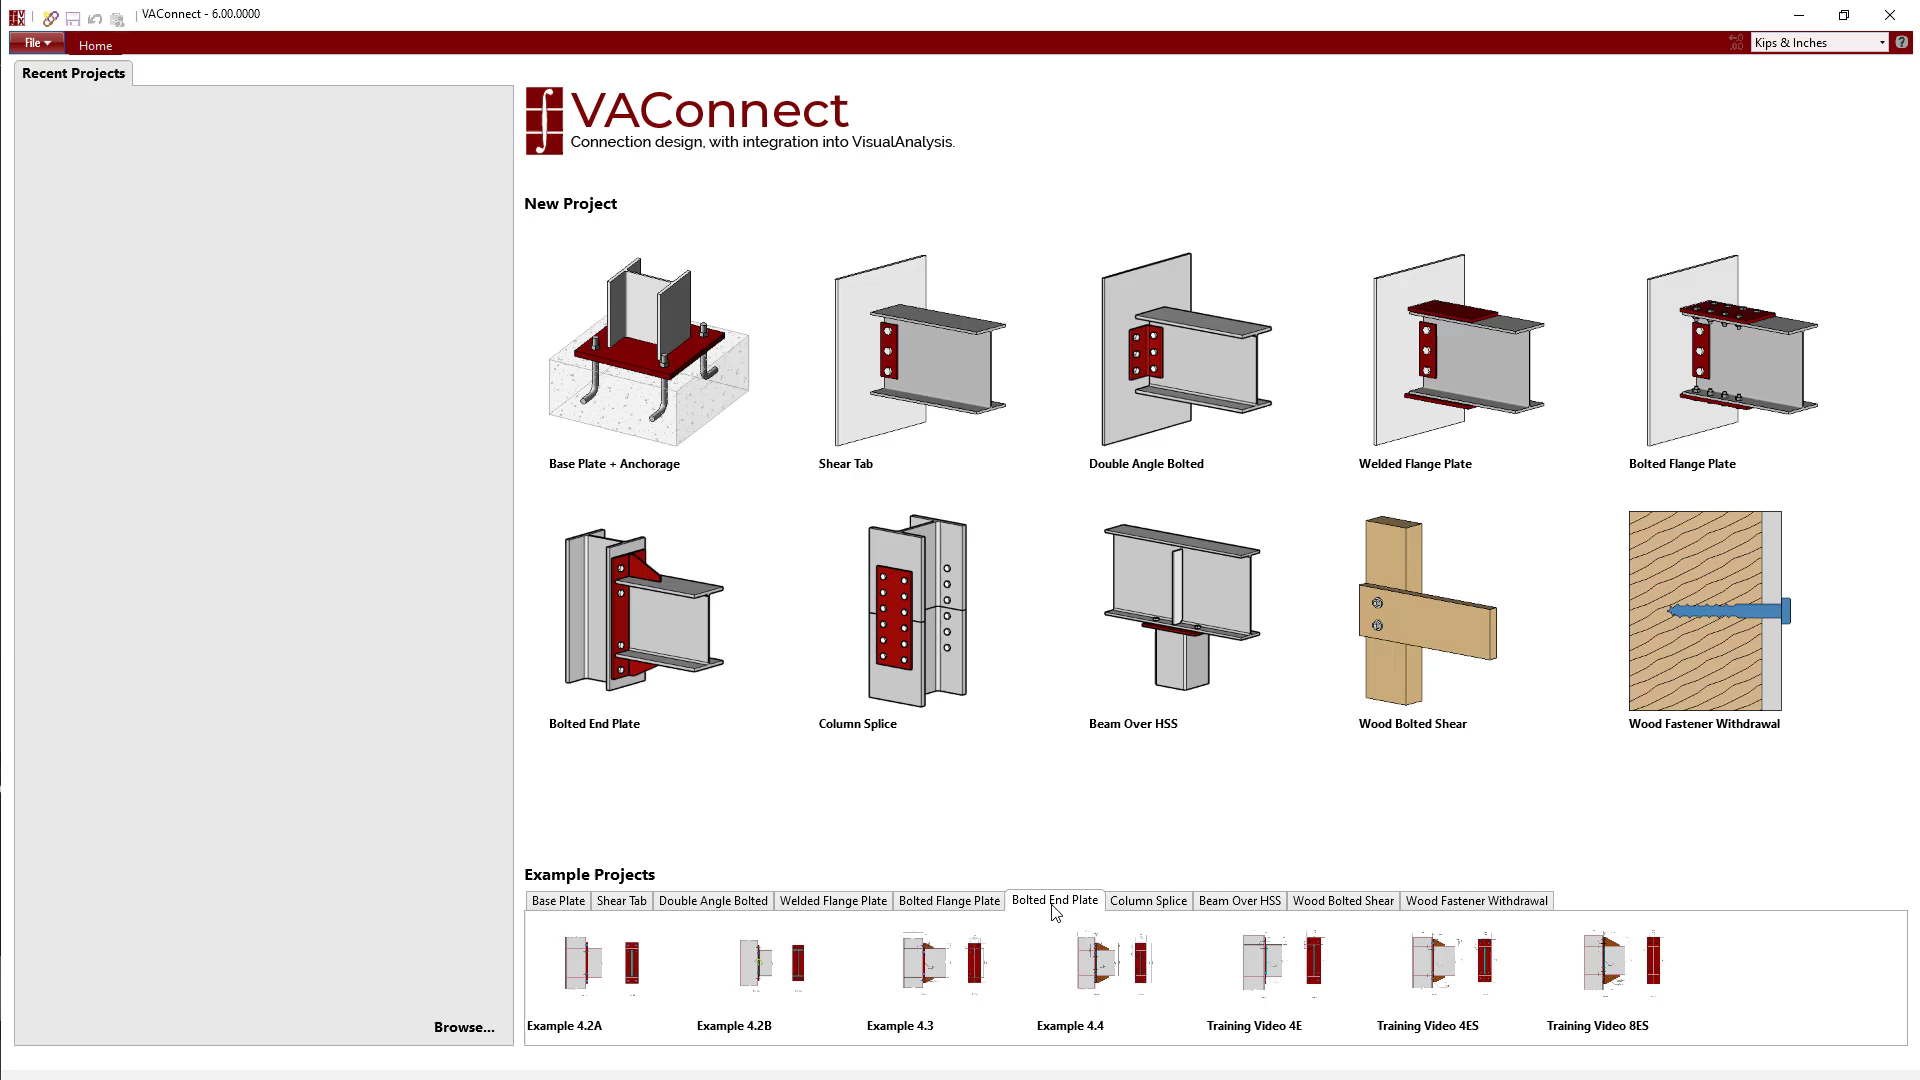 VAConnect - 6.00.0000
File
Home
Kips & Inches
Recent Projects
VAConnect
Connection design, with integration into VisualAnalysis.
New Project
Base Plate + Anchorage
Shear Tab
Double Angle Bolted
Welded Flange Plate
Bolted Flange Plate
Bolted End Plate
Column Splice
Beam Over HSS
Wood Bolted Shear
Wood Fastener Withdrawal
Example Projects
Base Plate
Shear Tab
Double Angle Bolted
Welded Flange Plate
Bolted Flange Plate
Bolted End Plate
Column Splice
Beam Over HSS
Wood Bolted Shear
Wood Fastener Withdrawal
Browse...
Example 4.2A
Example 4.2B
Example 4.3
Example 4.4
Training Video 4E
Training Video 4ES
Training Video 8ES